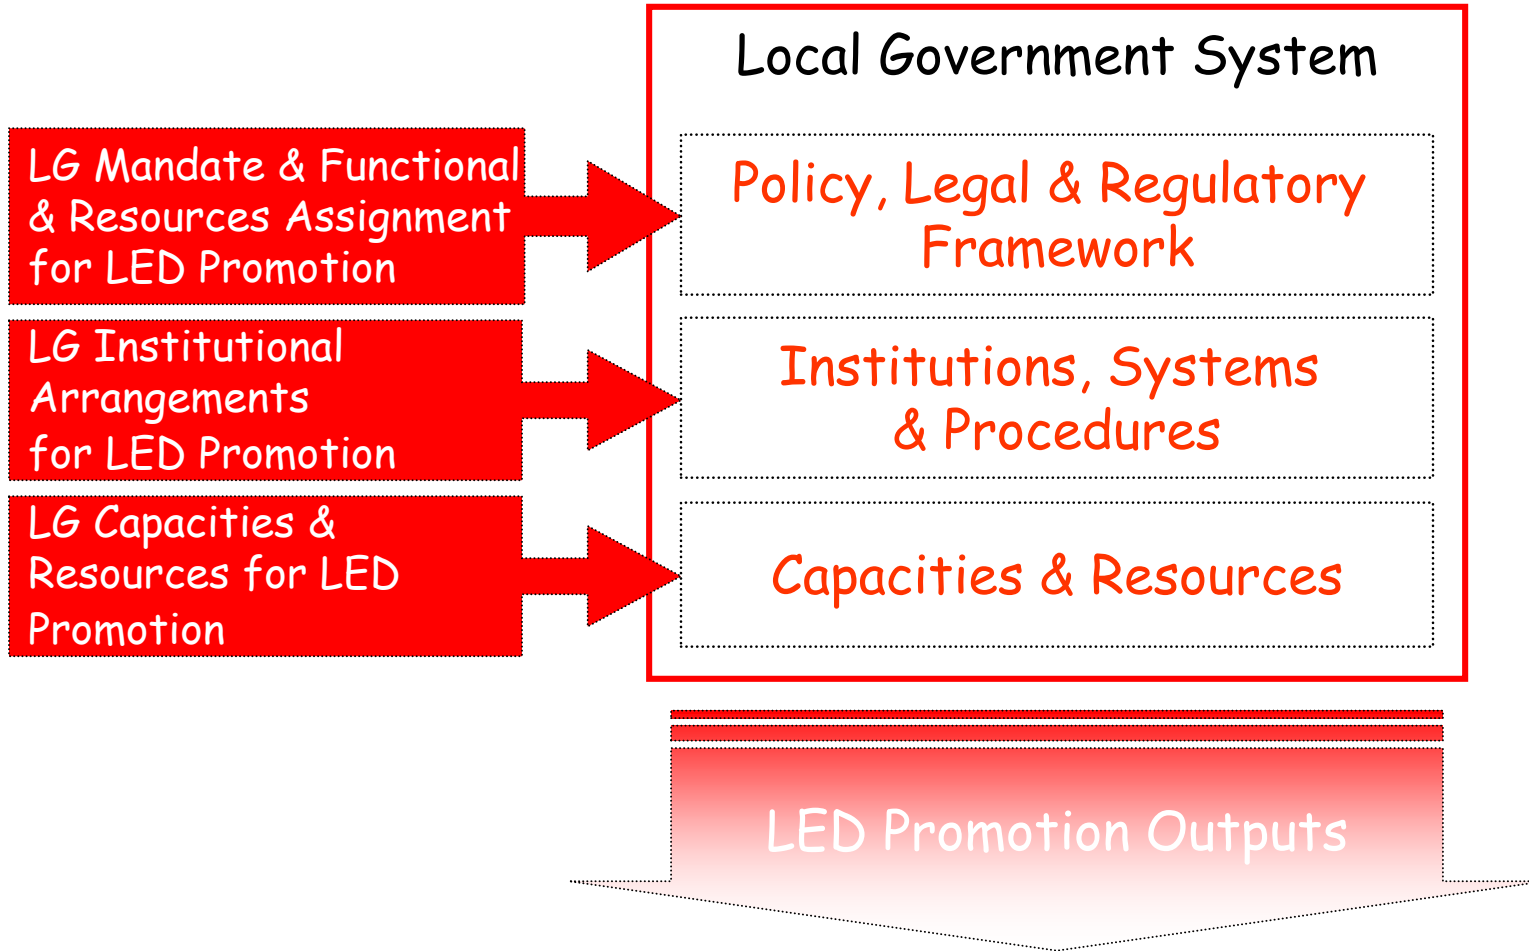 Local Government System
LG Mandate & Functional
& Resources Assignment
for LED Promotion
Policy, Legal & Regulatory
Framework
LG Institutional
Arrangements
for LED Promotion
Institutions, Systems
& Procedures
LG Capacities &
Resources for LED
Promotion
Capacities & Resources
LED Promotion Outputs